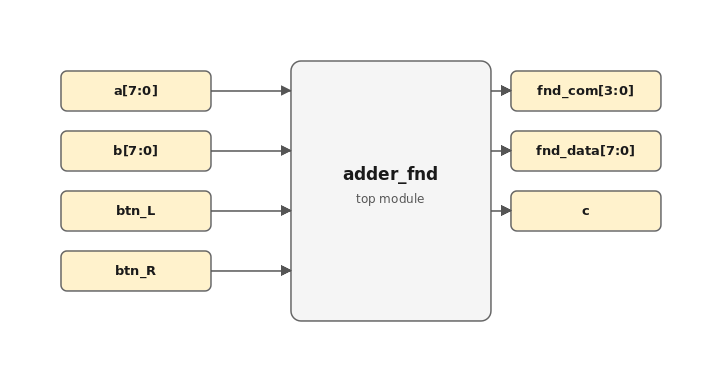 a[7:0]
b[7:0]
btn_L
btn_R
adder_fnd
top module
fnd_com[3:0]
fnd_data[7:0]
c